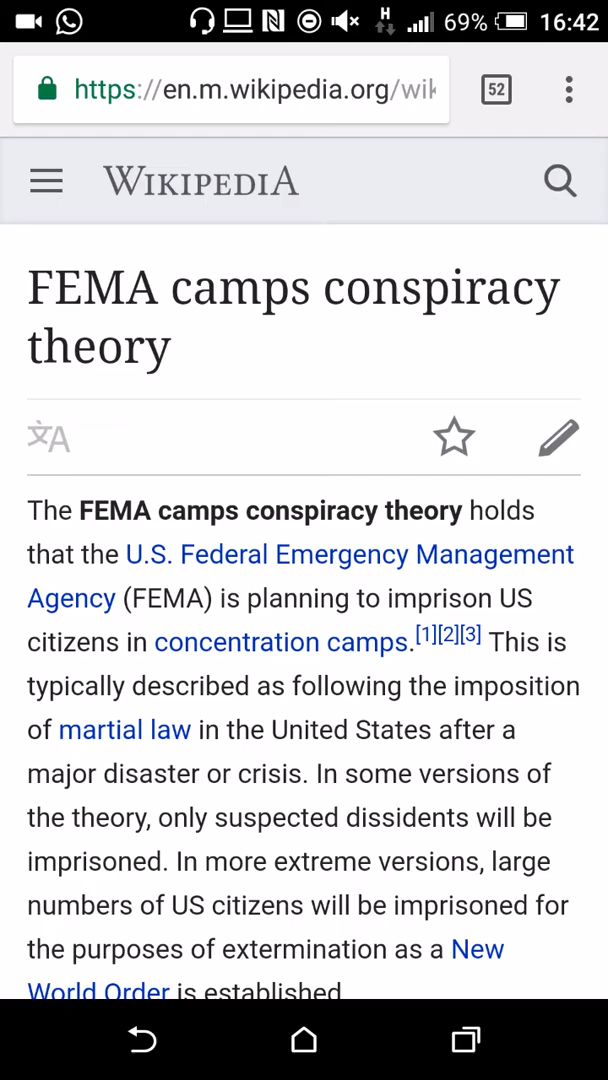 H 69% 16:42
https://en.m.wikipedia.org/wik
52
WIKIPEDIA
FEMA camps conspiracy
theory
文A
The FEMA camps conspiracy theory holds
that the U.S. Federal Emergency Management
Agency (FEMA) is planning to imprison US
citizens in concentration camps.[1][2][3] This is
typically described as following the imposition
of martial law in the United States after a
major disaster or crisis. In some versions of
the theory, only suspected dissidents will be
imprisoned. In more extreme versions, large
numbers of US citizens will be imprisoned for
the purposes of extermination as a New
World Order is established